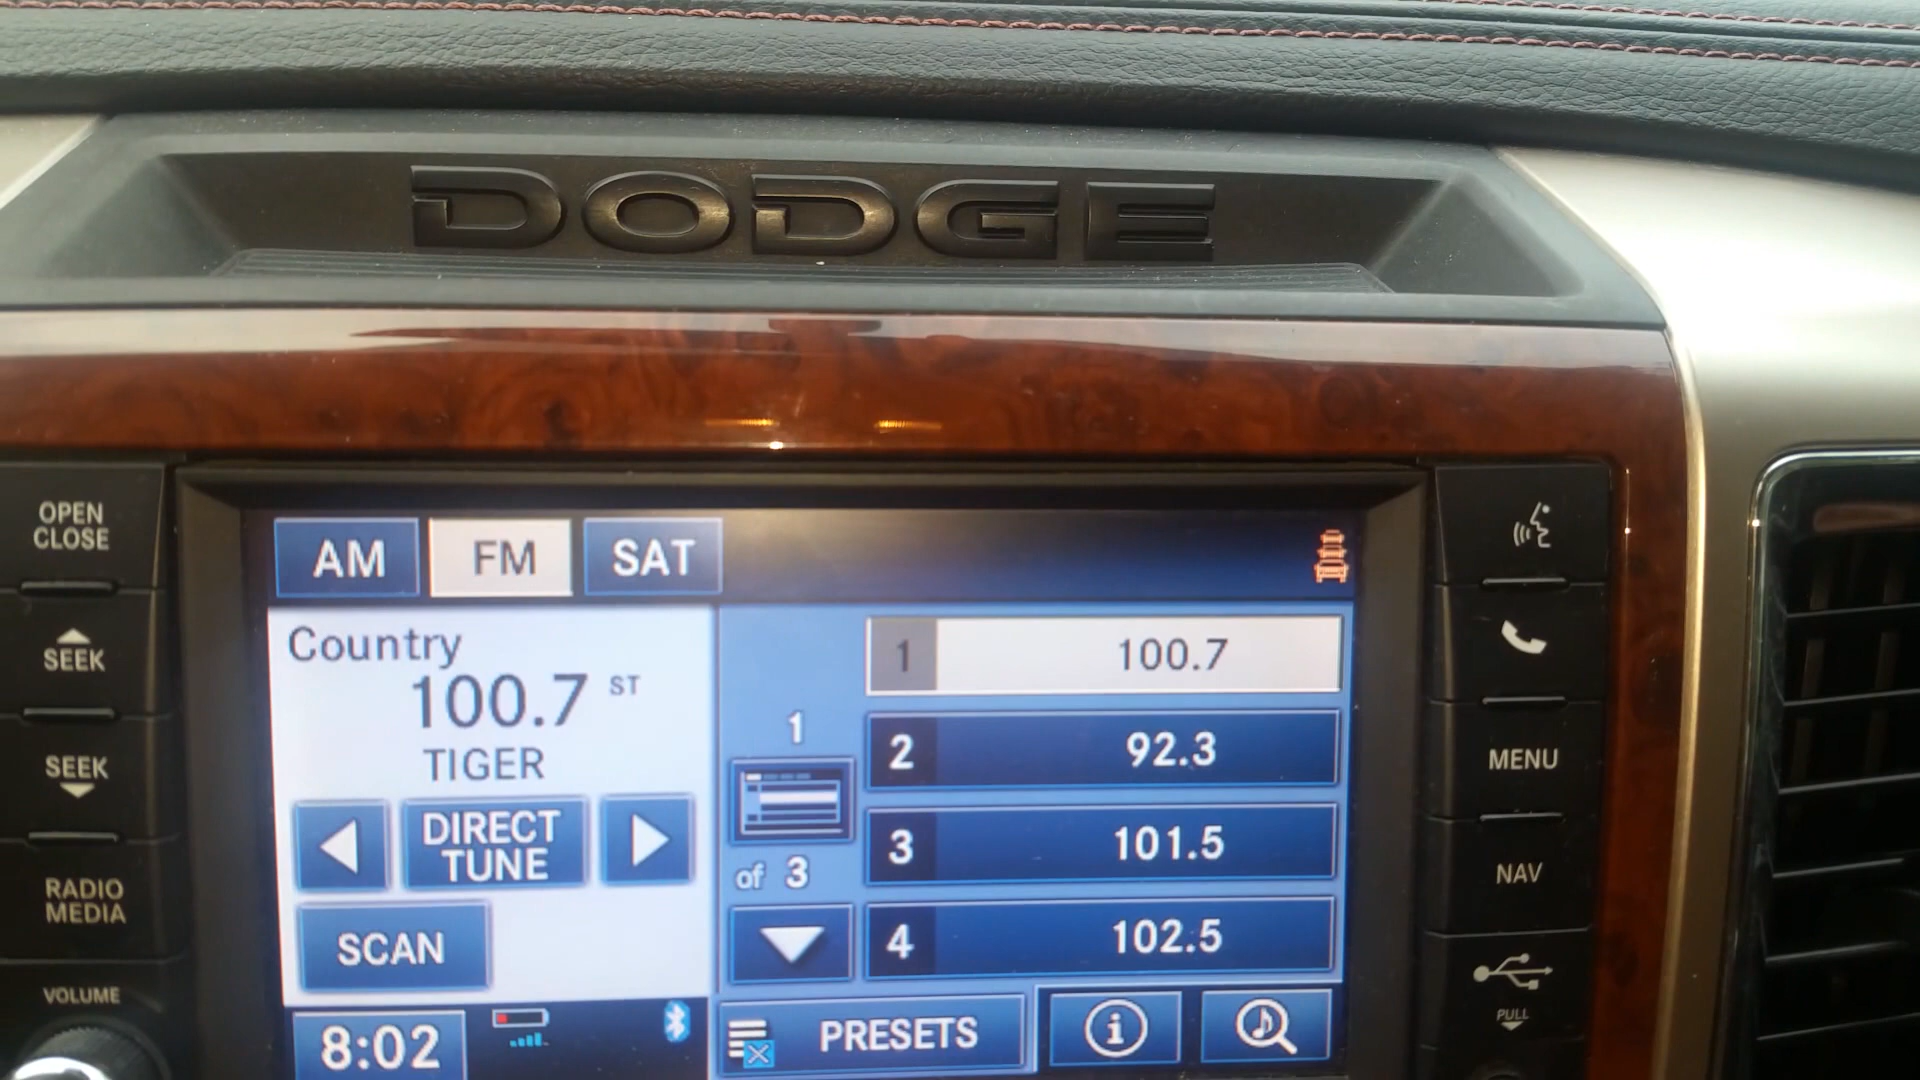 DODGE
OPEN
CLOSE
SEEK
SEEK
RADIO
MEDIA
VOLUME
AM FM SAT
Country
100.7 ST
TIGER
DIRECT
TUNE
SCAN
8:02
1
of 3
1 100.7
2 92.3
3 101.5
4 102.5
PRESETS
i
MENU
NAV
PULL